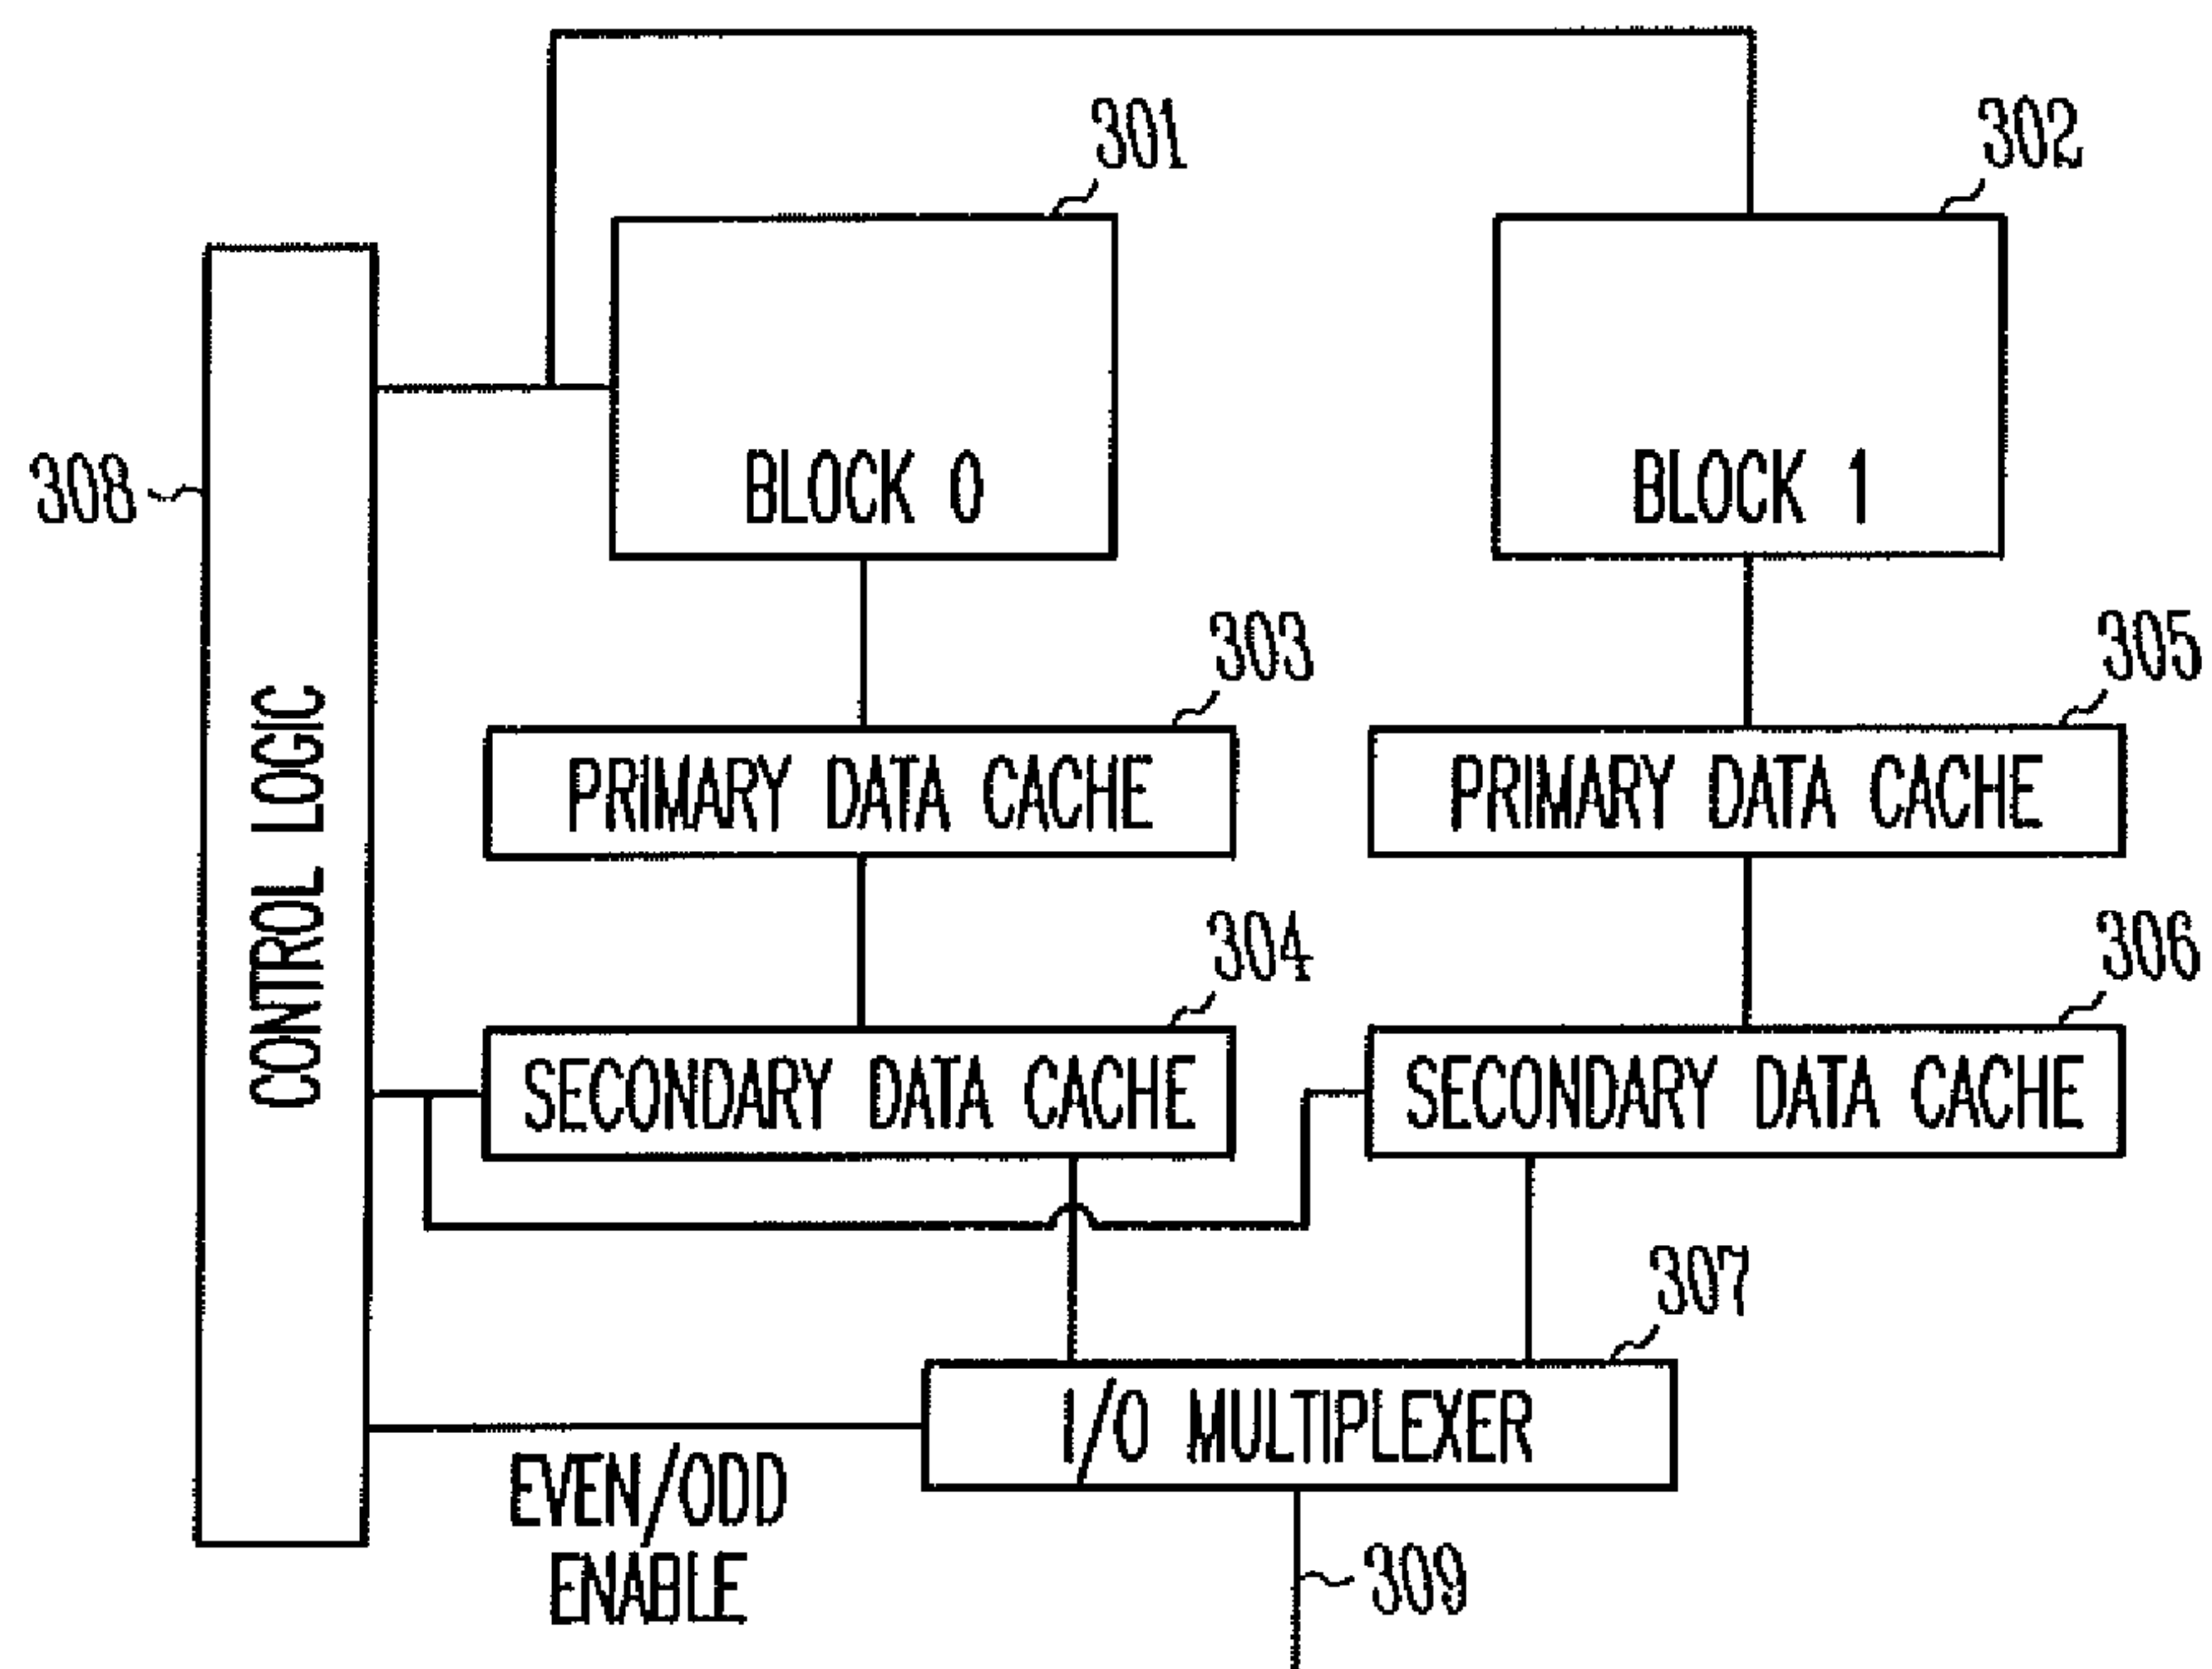 301
302
308
BLOCK 0
BLOCK 1
303
305
CONTROL LOGIC
PRIMARY DATA CACHE
PRIMARY DATA CACHE
304
306
SECONDARY DATA CACHE
SECONDARY DATA CACHE
307
I/O MULTIPLEXER
EVEN/ODD
ENABLE
309